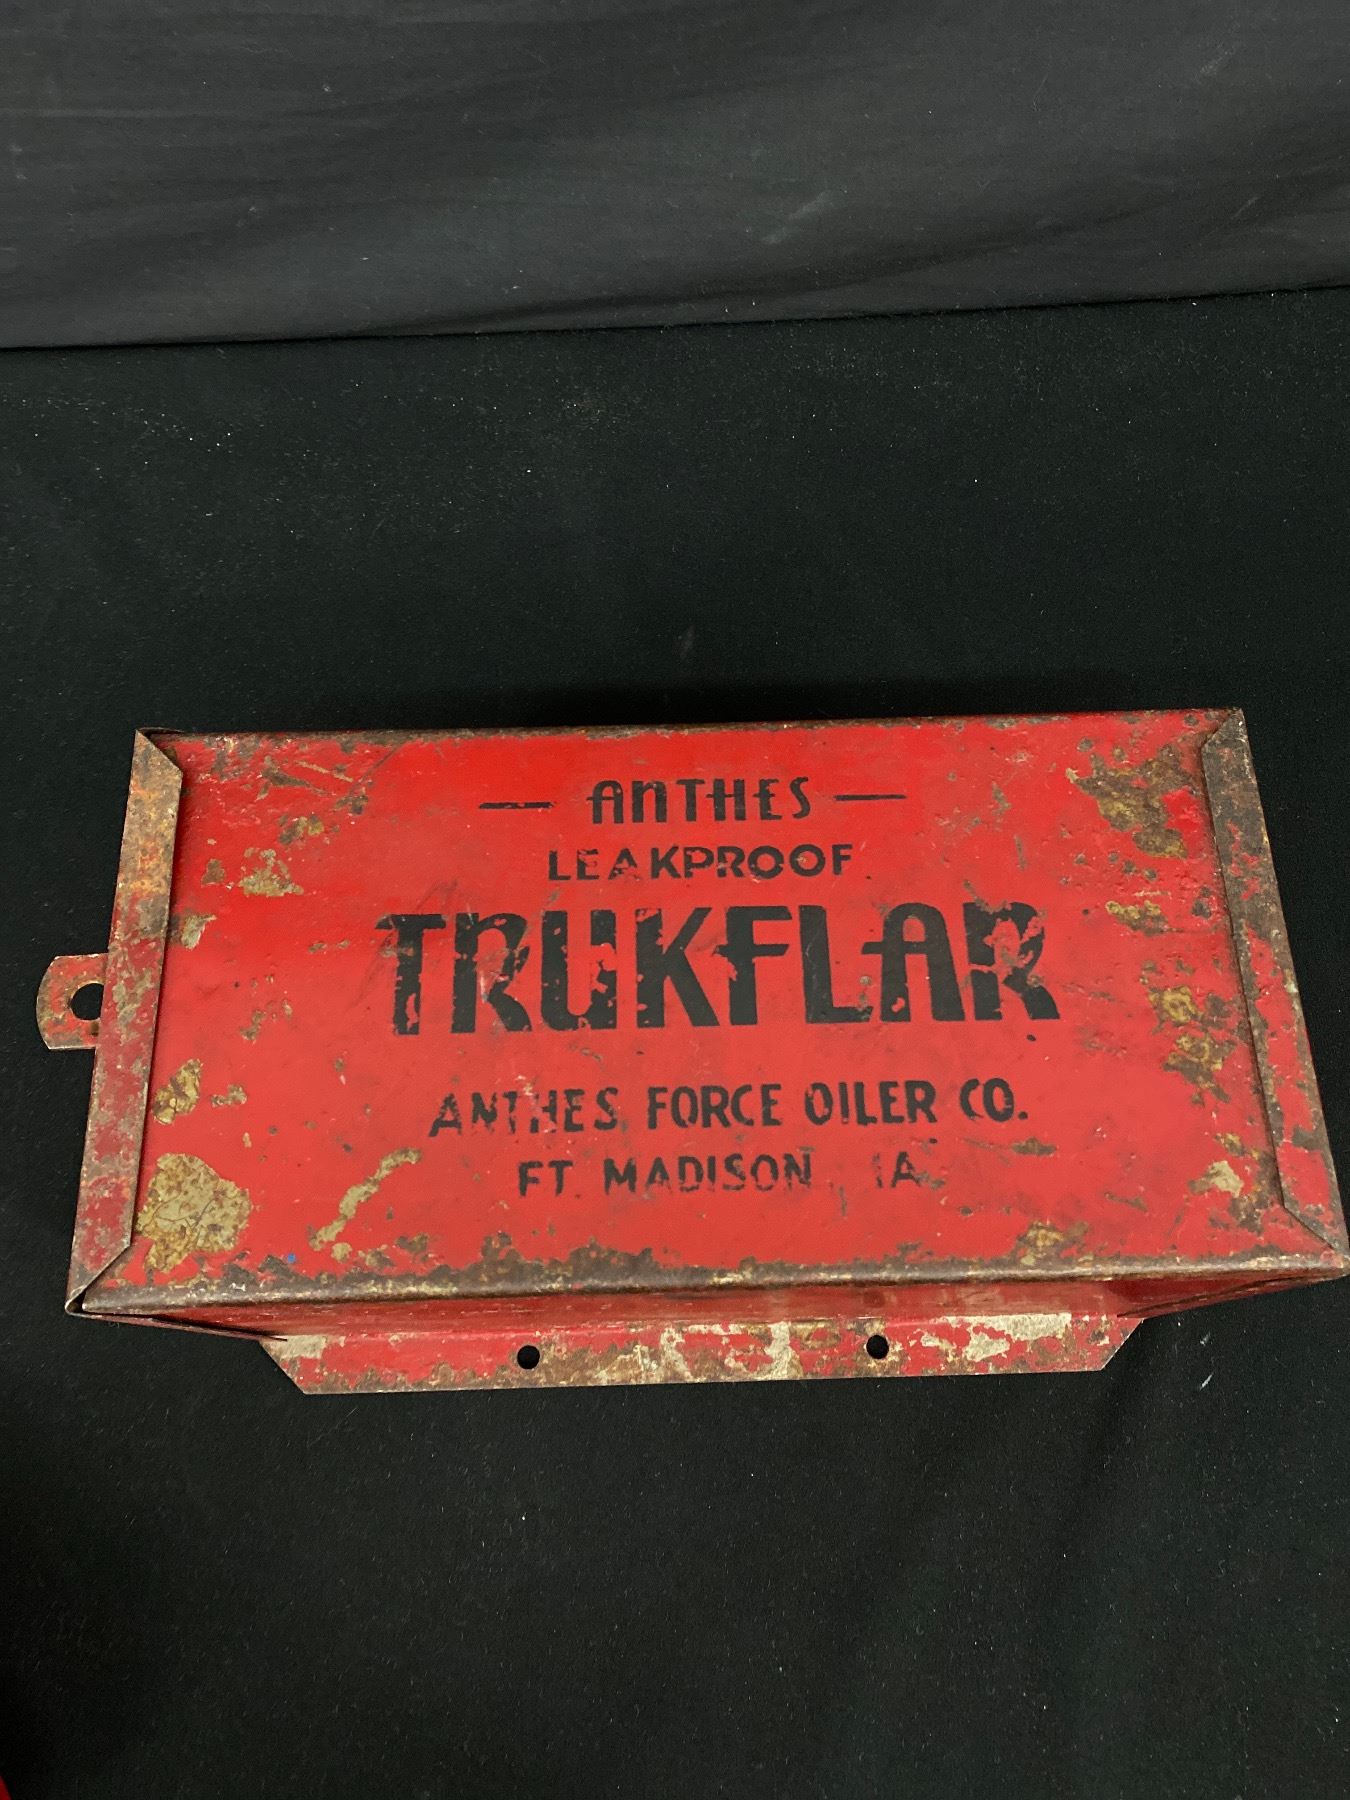 — ANTHES —
LEAKPROOF
TRUKFLAR
ANTHES FORCE OILER CO.
FT. MADISON, IA.